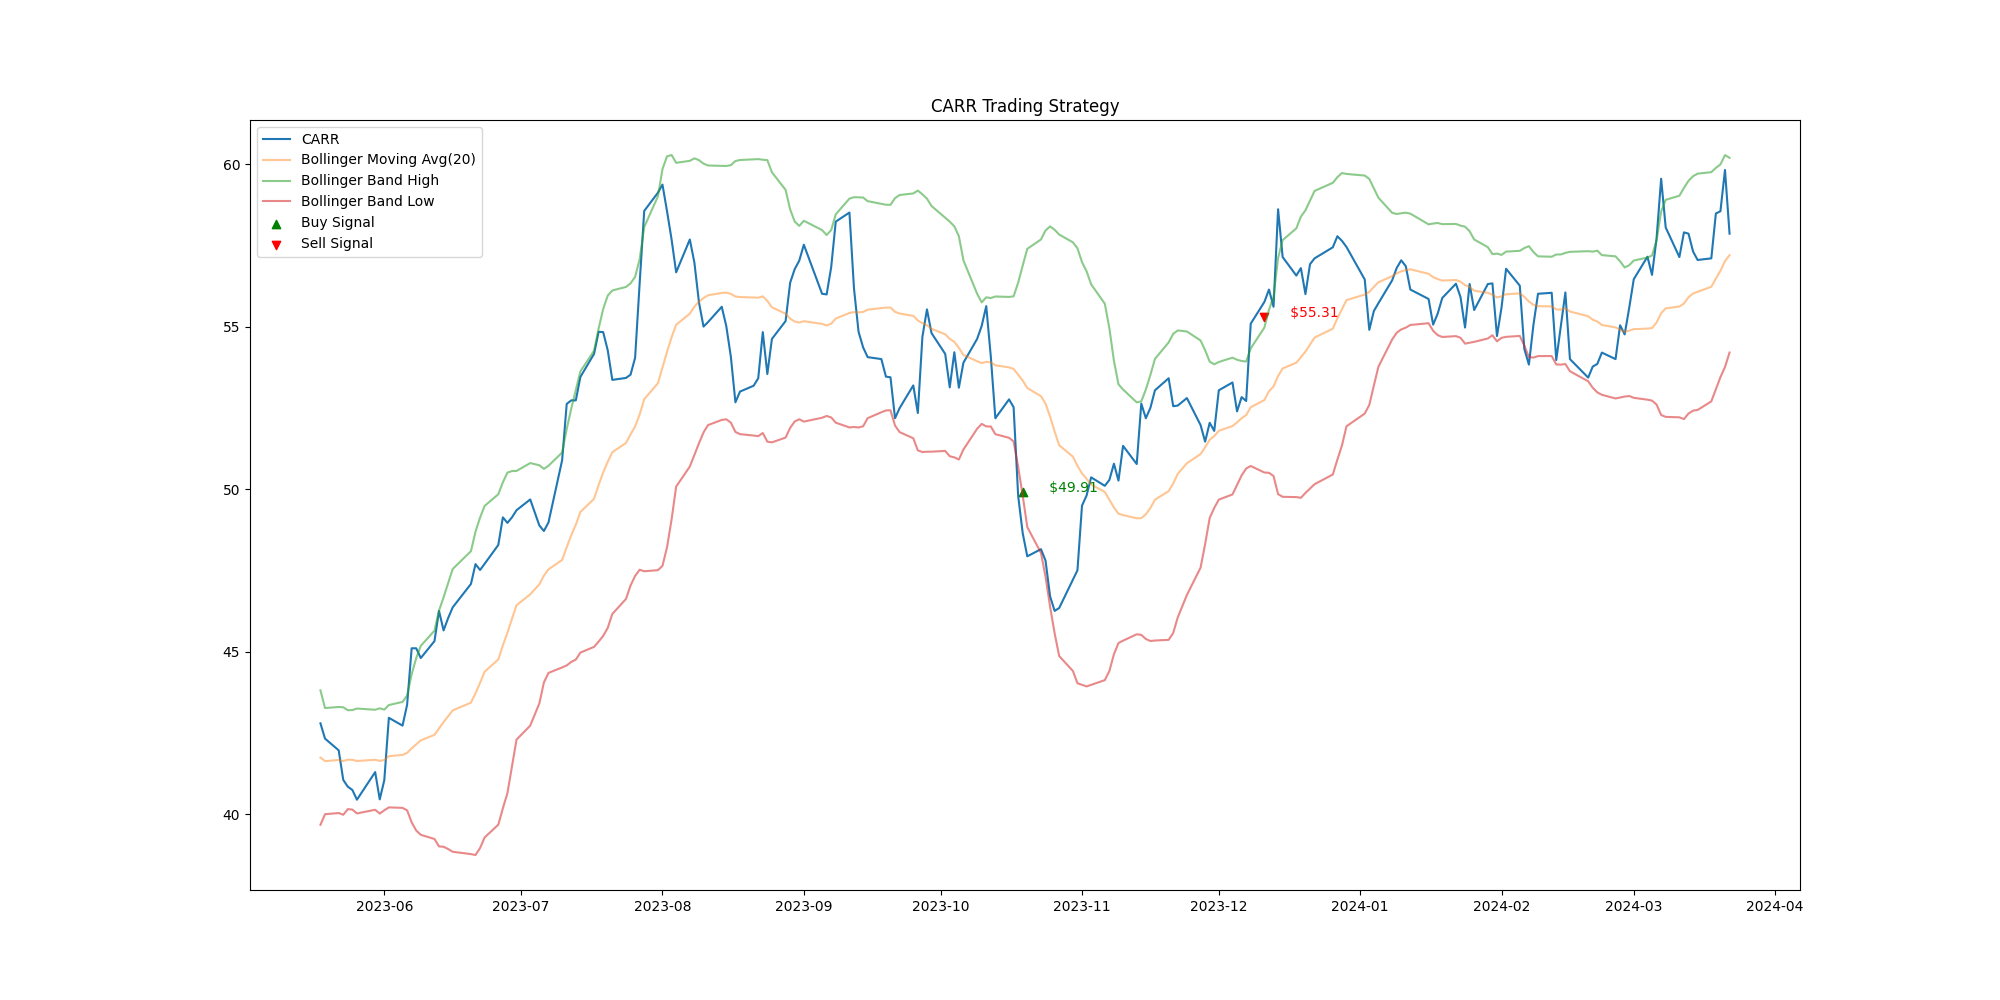 CARR Trading Strategy
CARR
Bollinger Moving Avg(20)
Bollinger Band High
Bollinger Band Low
Buy Signal
Sell Signal
60
55
50
45
40
$55.31
$49.91
2023-06 2023-07 2023-08 2023-09 2023-10 2023-11 2023-12 2024-01 2024-02 2024-03 2024-04